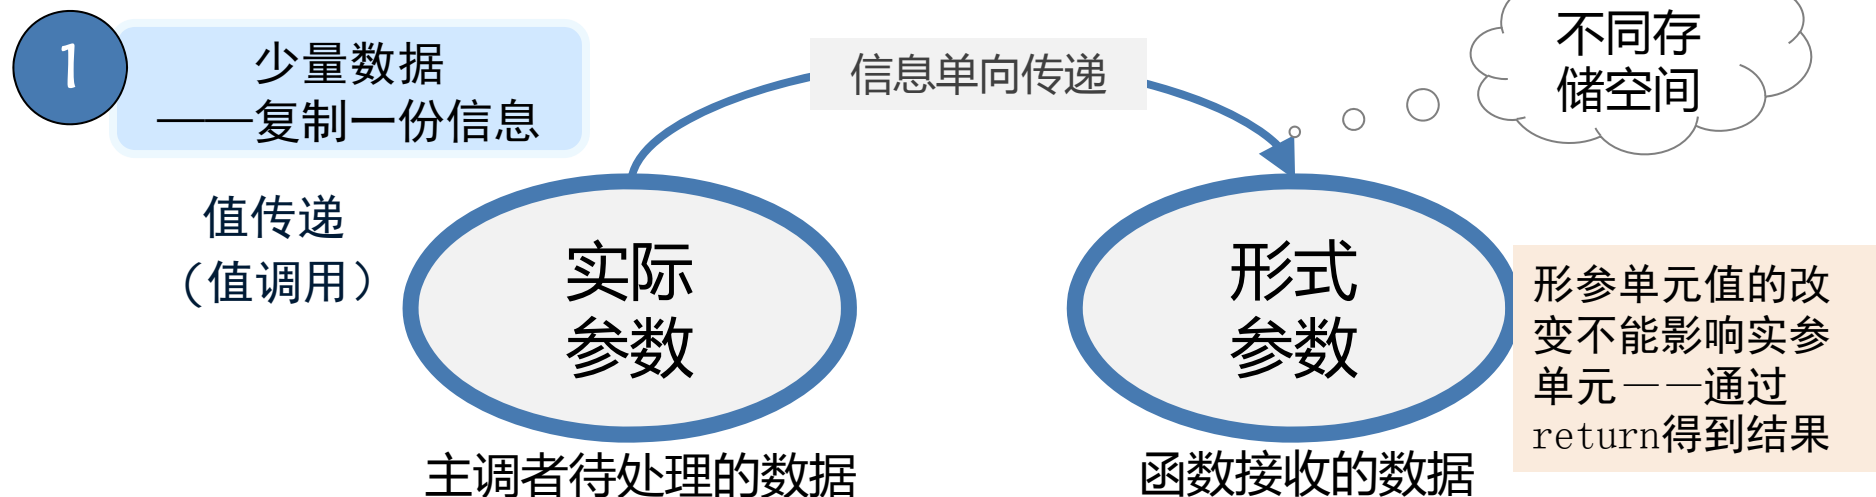 1
少量数据
——复制一份信息
信息单向传递
不同存
储空间
值传递
（值调用）
实际
参数
形式
参数
形参单元值的改
变不能影响实参
单元——通过
return得到结果
主调者待处理的数据
函数接收的数据